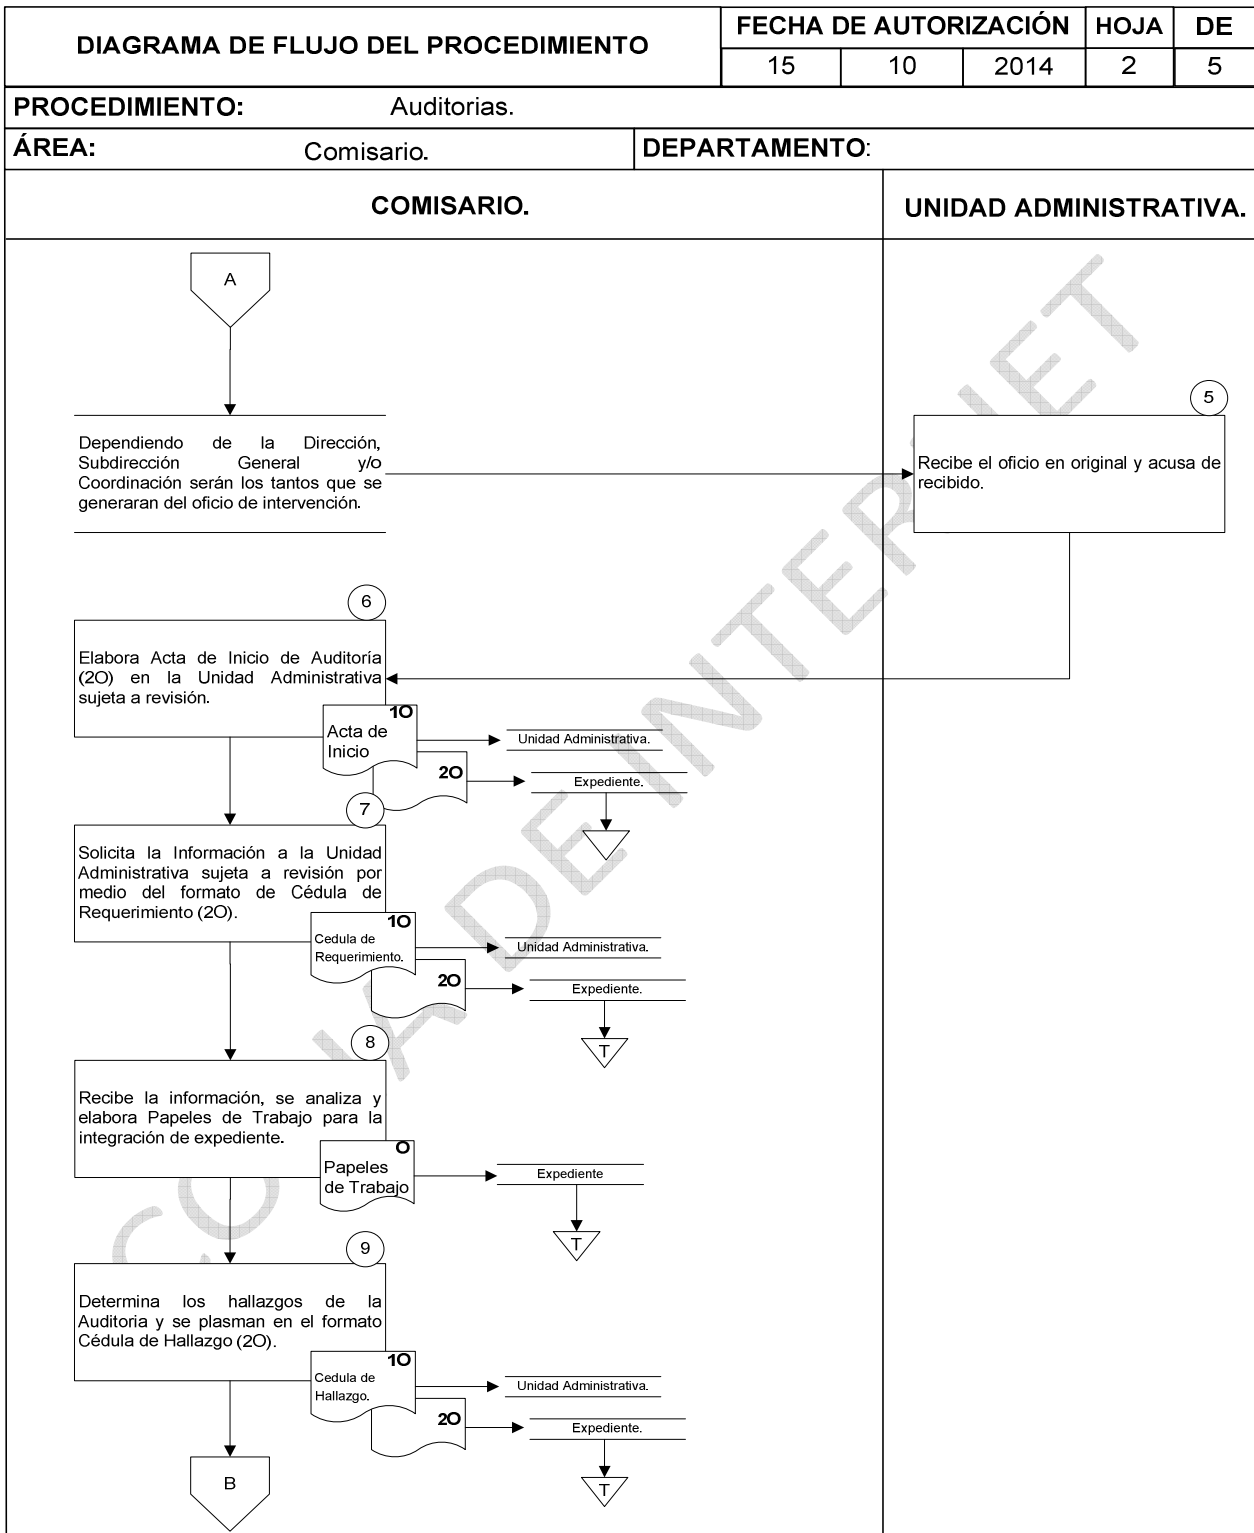 DIAGRAMA DE FLUJO DEL PROCEDIMIENTO
FECHA DE AUTORIZACIÓN
HOJA
DE
15
10
2014
2
5
PROCEDIMIENTO:
Auditorias.
ÁREA:
Comisario.
DEPARTAMENTO:
COMISARIO.
UNIDAD ADMINISTRATIVA.
A
Dependiendo de la Dirección,
Subdirección General y/o
Coordinación serán los tantos que se
generaran del oficio de intervención.
5
Recibe el oficio en original y acusa de
recibido.
6
Elabora Acta de Inicio de Auditoría
(2O) en la Unidad Administrativa
sujeta a revisión.
1O
Acta de
Inicio
Unidad Administrativa.
2O
Expediente.
7
Solicita la Información a la Unidad
Administrativa sujeta a revisión por
medio del formato de Cédula de
Requerimiento (2O).
1O
Cedula de
Requerimiento.
Unidad Administrativa.
2O
Expediente.
T
8
Recibe la información, se analiza y
elabora Papeles de Trabajo para la
integración de expediente.
O
Papeles
de Trabajo
Expediente
T
9
Determina los hallazgos de la
Auditoria y se plasman en el formato
Cédula de Hallazgo (2O).
1O
Cedula de
Hallazgo.
Unidad Administrativa.
2O
Expediente.
T
B